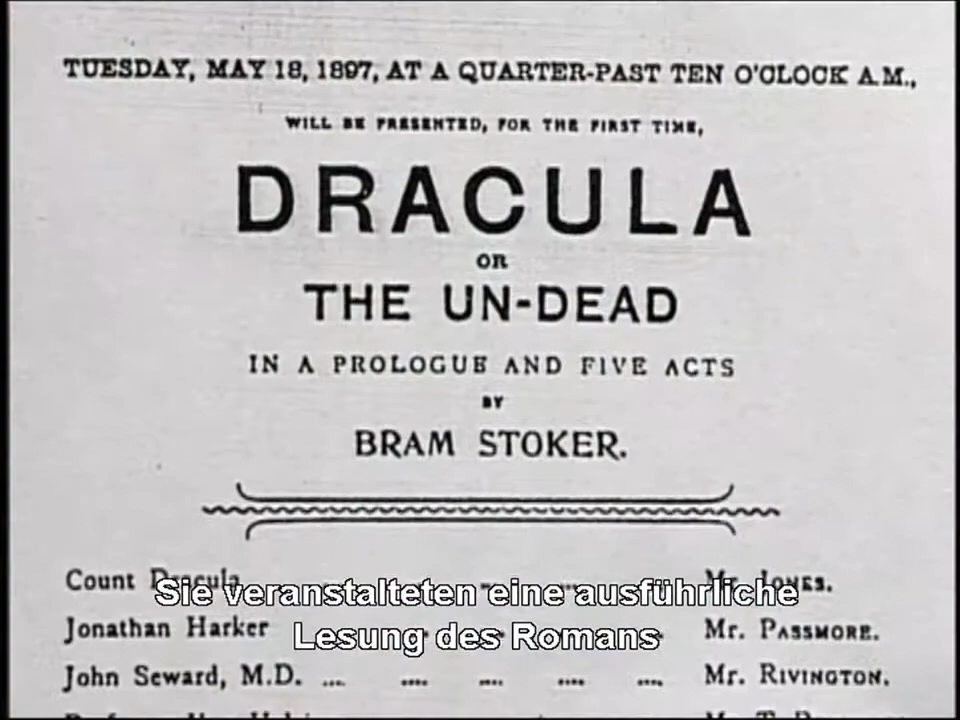 TUESDAY, MAY 18, 1897, AT A QUARTER-PAST TEN O'CLOCK A.M.,
WILL BE PRESENTED, FOR THE FIRST TIME,
DRACULA
OR
THE UN-DEAD
IN A PROLOGUE AND FIVE ACTS
BY
BRAM STOKER.
Count Dracula Mr. JONES.
Sie veranstalteten eine ausführliche
Jonathan Harker Mr. PASSMORE.
Lesung des Romans
John Seward, M.D. .... .... .... .... .... Mr. RIVINGTON.